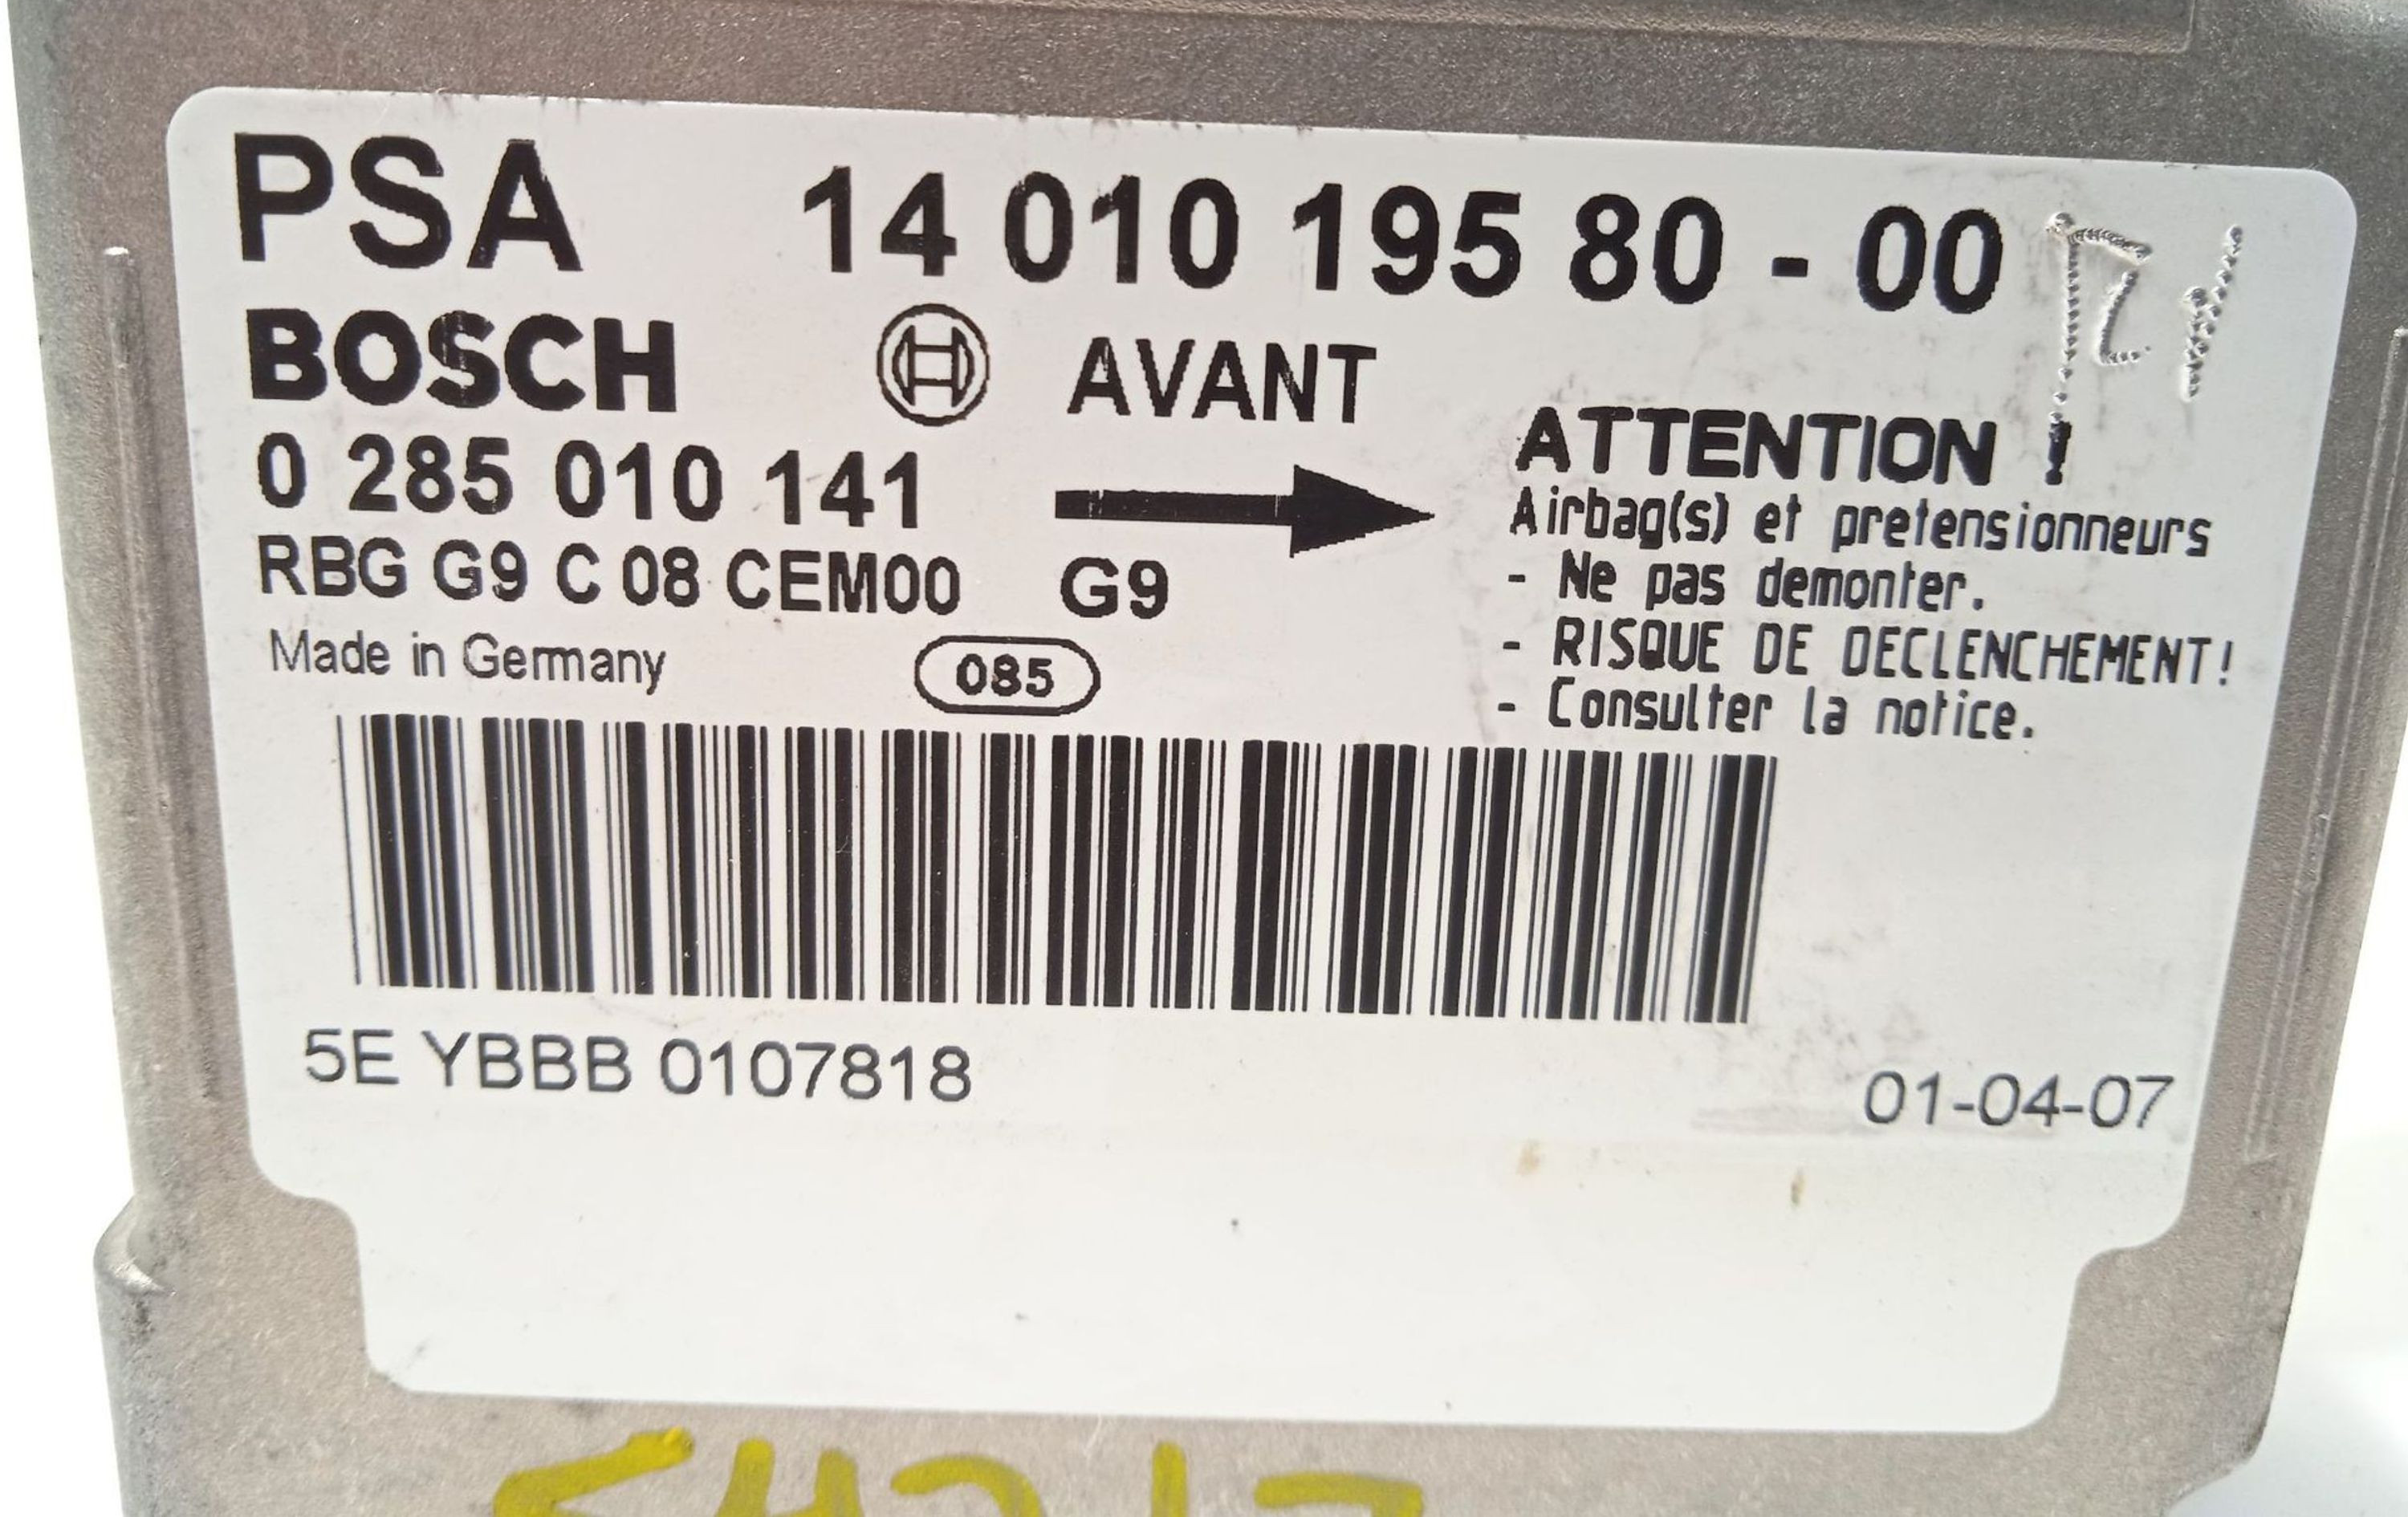 PSA 14 010 195 80 - 00
BOSCH AVANT
0 285 010 141
RBG G9 C 08 CEM00 G9
Made in Germany 085
ATTENTION !
Airbag(s) et pretensionneurs
- Ne pas demonter.
- RISQUE DE DECLENCHEMENT!
- Consulter la notice.
5E YBBB 0107818
01-04-07